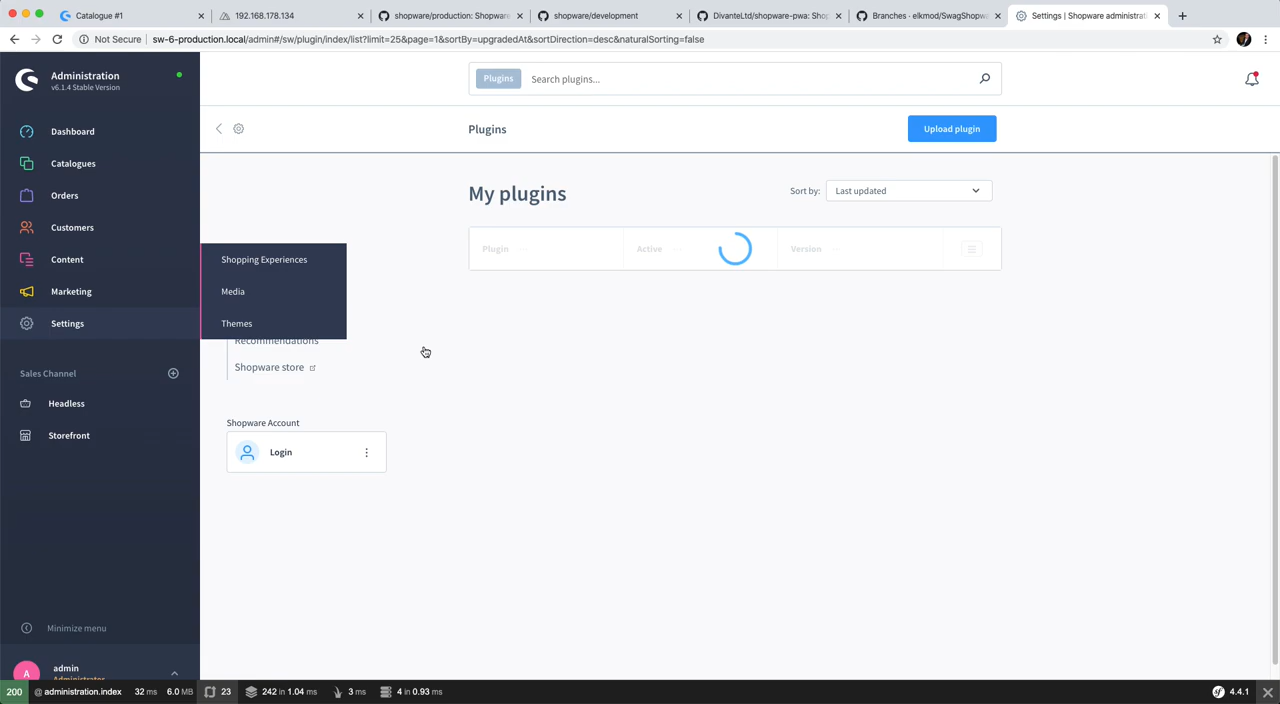 Catalogue #1
192.168.178.134
shopware/production: Shopware
shopware/development
DivanteLtd/shopware-pwa: Shop
Branches · elkmod/SwagShopw
Settings | Shopware administrat
Not Secure | sw-6-production.local/admin#/sw/plugin/index/list?limit=25&page=1&sortBy=upgradedAt&sortDirection=desc&naturalSorting=false
Administration
v6.1.4 Stable Version
Plugins
Search plugins...
Dashboard
Catalogues
Orders
Customers
Content
Marketing
Settings
Plugins
Upload plugin
My plugins
Sort by:
Last updated
Plugin
Active
Version
Shopping Experiences
Media
Themes
Recommendations
Shopware store
Sales Channel
Headless
Storefront
Shopware Account
Login
Minimize menu
A
admin
Administrator
200 @ administration.index 32 ms 6.0 MB 23 242 in 1.04 ms 3 ms 4 in 0.93 ms 4.4.1